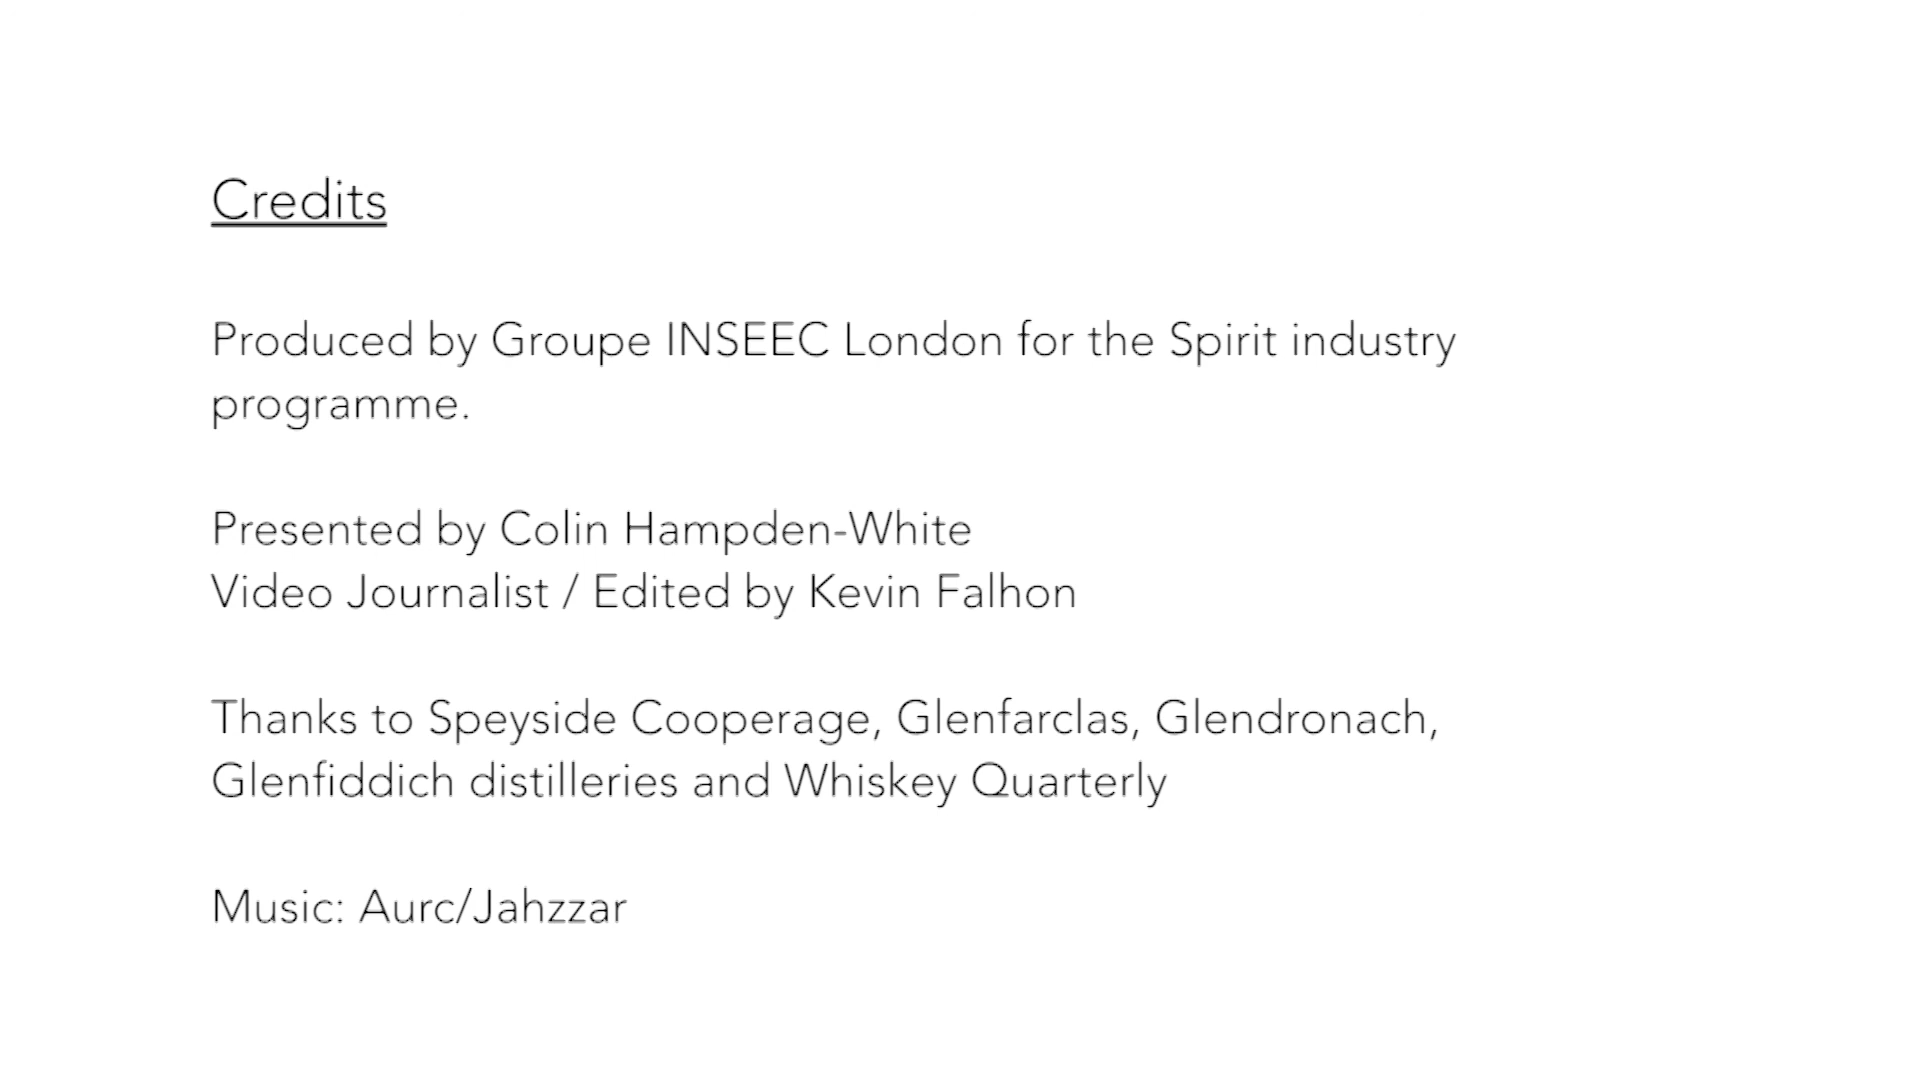 Credits
Produced by Groupe INSEEC London for the Spirit industry
programme.
Presented by Colin Hampden-White
Video Journalist / Edited by Kevin Falhon
Thanks to Speyside Cooperage, Glenfarclas, Glendronach,
Glenfiddich distilleries and Whiskey Quarterly
Music: Aurc/Jahzzar